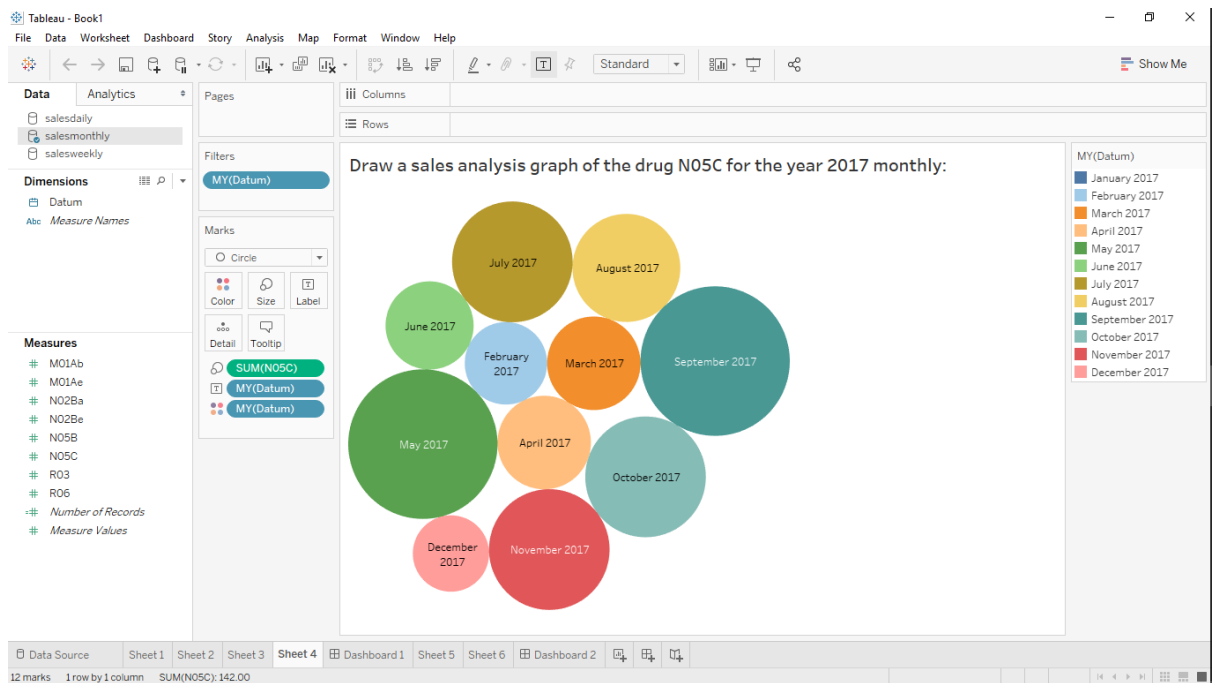 Tableau - Book1
File Data Worksheet Dashboard Story Analysis Map Format Window Help
Standard
Show Me
Data Analytics
salesdaily
salesmonthly
salesweekly
Dimensions
Datum
Abc Measure Names
Measures
# M01Ab
# M01Ae
# N02Ba
# N02Be
# N05B
# N05C
# R03
# R06
=# Number of Records
# Measure Values
Pages
Filters
MY(Datum)
Marks
Circle
Color Size Label
Detail Tooltip
SUM(N05C)
MY(Datum)
MY(Datum)
Columns
Rows
Draw a sales analysis graph of the drug N05C for the year 2017 monthly:
July 2017
August 2017
June 2017
February
2017
March 2017
September 2017
May 2017
April 2017
October 2017
December
2017
November 2017
MY(Datum)
January 2017
February 2017
March 2017
April 2017
May 2017
June 2017
July 2017
August 2017
September 2017
October 2017
November 2017
December 2017
Data Source Sheet 1 Sheet 2 Sheet 3 Sheet 4 Dashboard 1 Sheet 5 Sheet 6 Dashboard 2
12 marks 1 row by 1 column SUM(N05C): 142.00